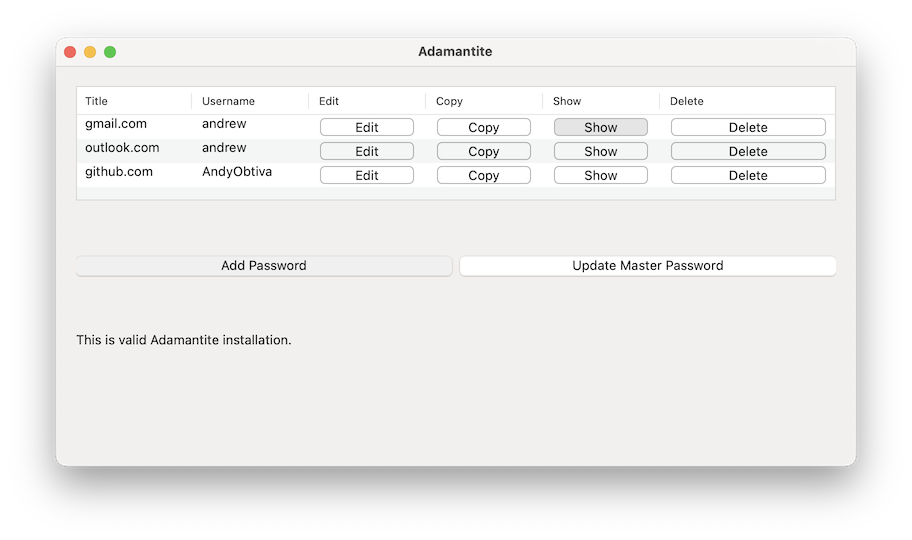 Adamantite
Title Username Edit Copy Show Delete
gmail.com andrew Edit Copy Show Delete
outlook.com andrew Edit Copy Show Delete
github.com AndyObtiva Edit Copy Show Delete
Add Password Update Master Password
This is valid Adamantite installation.